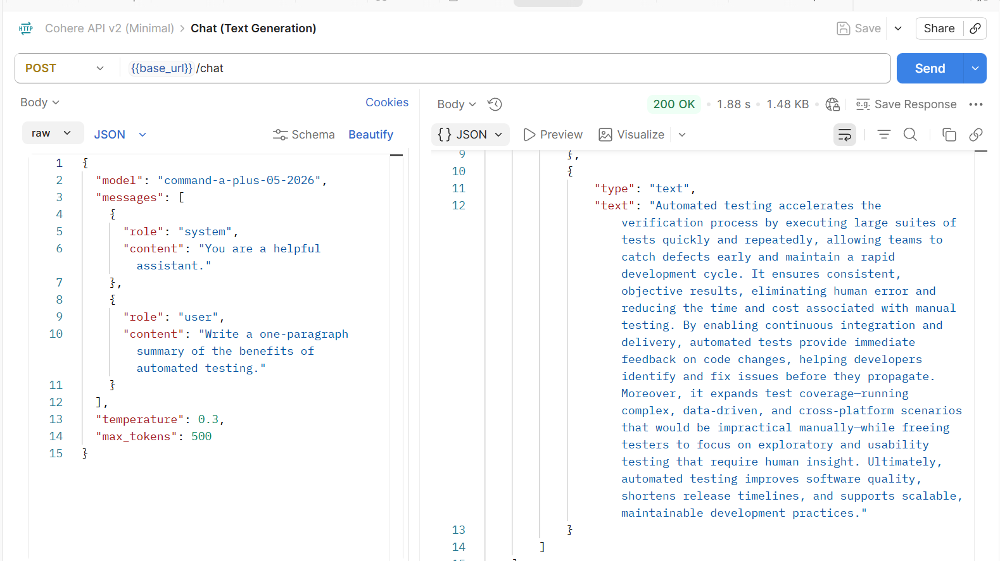 HTTP Cohere API v2 (Minimal) > Chat (Text Generation) Save Share
POST {{base_url}} /chat Send
Body Cookies
raw JSON Schema Beautify
1 {
2 "model": "command-a-plus-05-2026",
3 "messages": [
4 {
5 "role": "system",
6 "content": "You are a helpful
assistant."
7 },
8 {
9 "role": "user",
10 "content": "Write a one-paragraph
summary of the benefits of
automated testing."
11 }
12 ],
13 "temperature": 0.3,
14 "max_tokens": 500
15 }
Body 200 OK • 1.88 s • 1.48 KB • e.g. Save Response
{} JSON Preview Visualize
9 },
10 {
11 "type": "text",
12 "text": "Automated testing accelerates the
verification process by executing large suites of
tests quickly and repeatedly, allowing teams to
catch defects early and maintain a rapid
development cycle. It ensures consistent,
objective results, eliminating human error and
reducing the time and cost associated with manual
testing. By enabling continuous integration and
delivery, automated tests provide immediate
feedback on code changes, helping developers
identify and fix issues before they propagate.
Moreover, it expands test coverage—running
complex, data-driven, and cross-platform scenarios
that would be impractical manually—while freeing
testers to focus on exploratory and usability
testing that require human insight. Ultimately,
automated testing improves software quality,
shortens release timelines, and supports scalable,
maintainable development practices."
13 }
14 ]